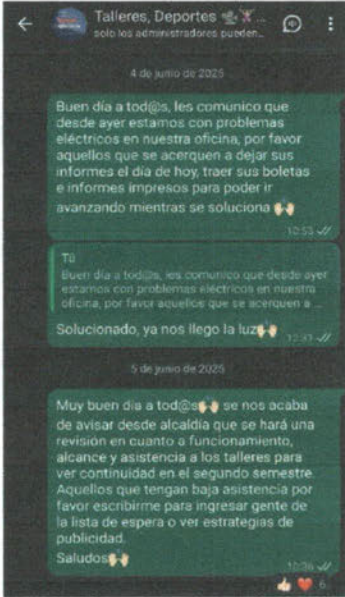 Talleres, Deportes
solo los administradores pueden...
4 de junio de 2025
Buen día a tod@s, les comunico que
desde ayer estamos con problemas
eléctricos en nuestra oficina, por favor
aquellos que se acerquen a dejar sus
informes el día de hoy, traer sus boletas
e informes impresos para poder ir
avanzando mientras se soluciona 🙌🏻
10:53
Tú
Buen día a tod@s, les comunico que desde ayer
estamos con problemas eléctricos en nuestra
oficina, por favor aquellos que se acerquen a ...
Solucionado, ya nos llego la luz🙌🏻
5 de junio de 2025
Muy buen día a tod@s🙌🏻 se nos acaba
de avisar desde alcaldía que se hará una
revisión en cuanto a funcionamiento,
alcance y asistencia a los talleres para
ver continuidad en el segundo semestre.
Aquellos que tengan baja asistencia por
favor escribirme para ingresar gente de
la lista de espera o ver estrategias de
publicidad.
Saludos🙌🏻
10:36
👍🏻❤️ 6